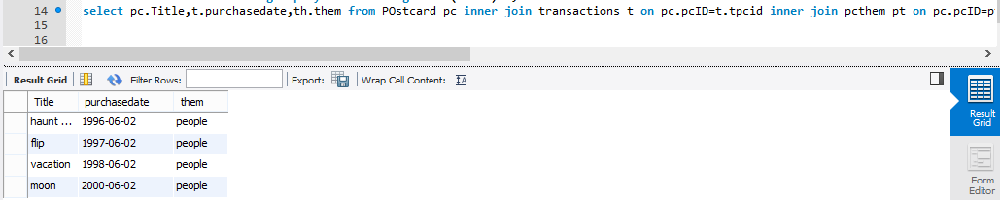 14 select pc.Title,t.purchasedate,th.them from POstcard pc inner join transactions t on pc.pcID=t.tpcid inner join pcthem pt on pc.pcID=p
15
16
Result Grid Filter Rows: Export: Wrap Cell Content: IA
Title purchasedate them
haunt ... 1996-06-02 people
flip 1997-06-02 people
vacation 1998-06-02 people
moon 2000-06-02 people
Result
Grid
Form
Editor